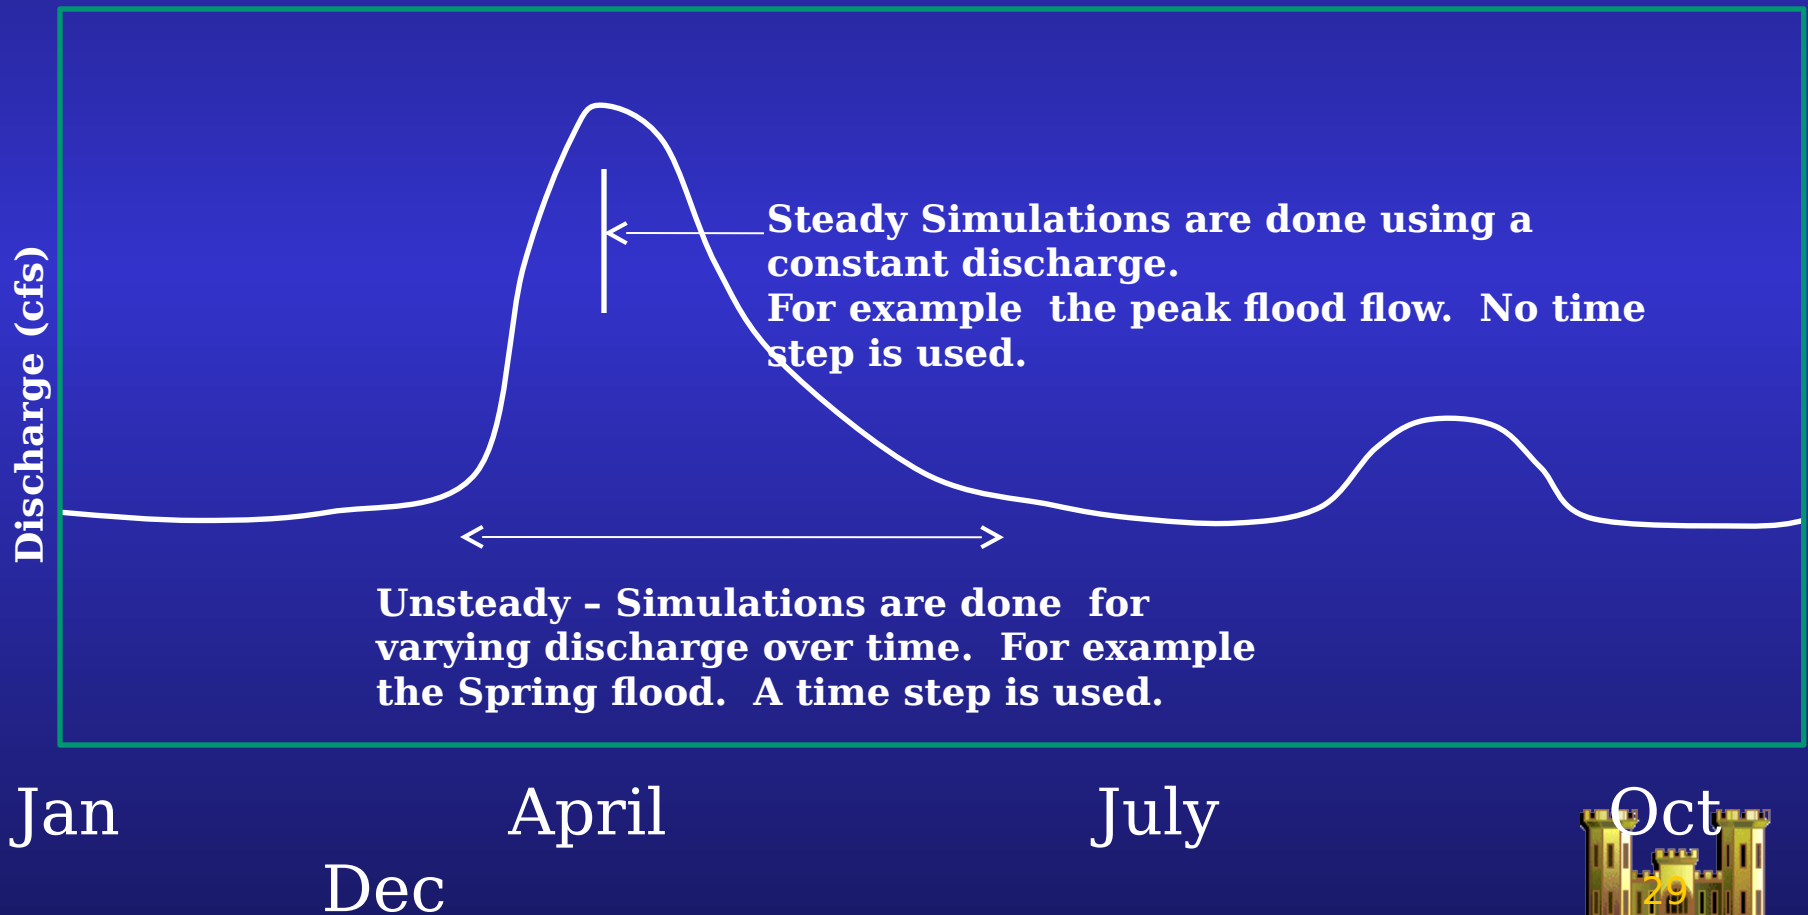 Discharge (cfs)
Steady Simulations are done using a
constant discharge.
For example  the peak flood flow.  No time
step is used.
Unsteady – Simulations are done  for
varying discharge over time.  For example
the Spring flood.  A time step is used.
Jan April July Oct
Dec
29